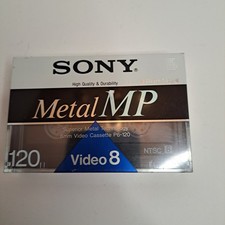 SONY
High Quality & Durability
Metal MP
Superior Metal Technology
8mm Video Cassette P6-120
120
Video 8
NTSC